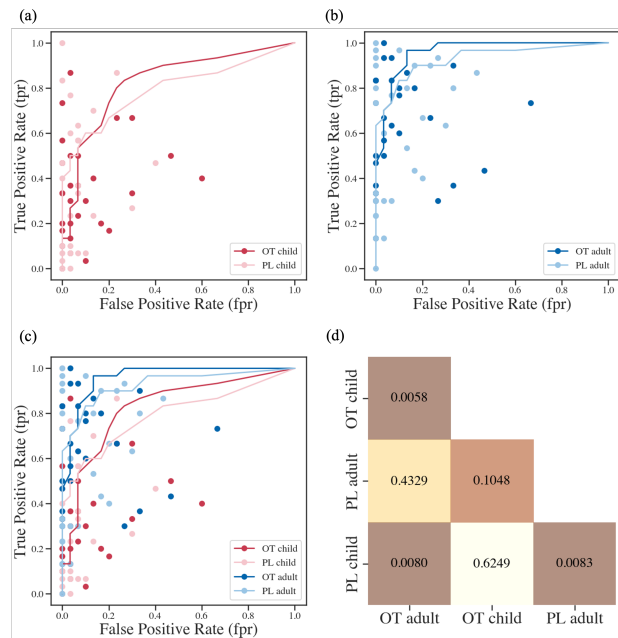 (a)
(b)
1.0
0.8
0.6
0.4
0.2
0.0
True Positive Rate (tpr)
OT child
PL child
0.0 0.2 0.4 0.6 0.8 1.0
False Positive Rate (fpr)
1.0
0.8
0.6
0.4
0.2
0.0
True Positive Rate (tpr)
OT adult
PL adult
0.0 0.2 0.4 0.6 0.8 1.0
False Positive Rate (fpr)
(c)
(d)
1.0
0.8
0.6
0.4
0.2
0.0
True Positive Rate (tpr)
OT child
PL child
OT adult
PL adult
0.0 0.2 0.4 0.6 0.8 1.0
False Positive Rate (fpr)
OT child
0.0058
PL adult
0.4329 0.1048
PL child
0.0080 0.6249 0.0083
OT adult OT child PL adult